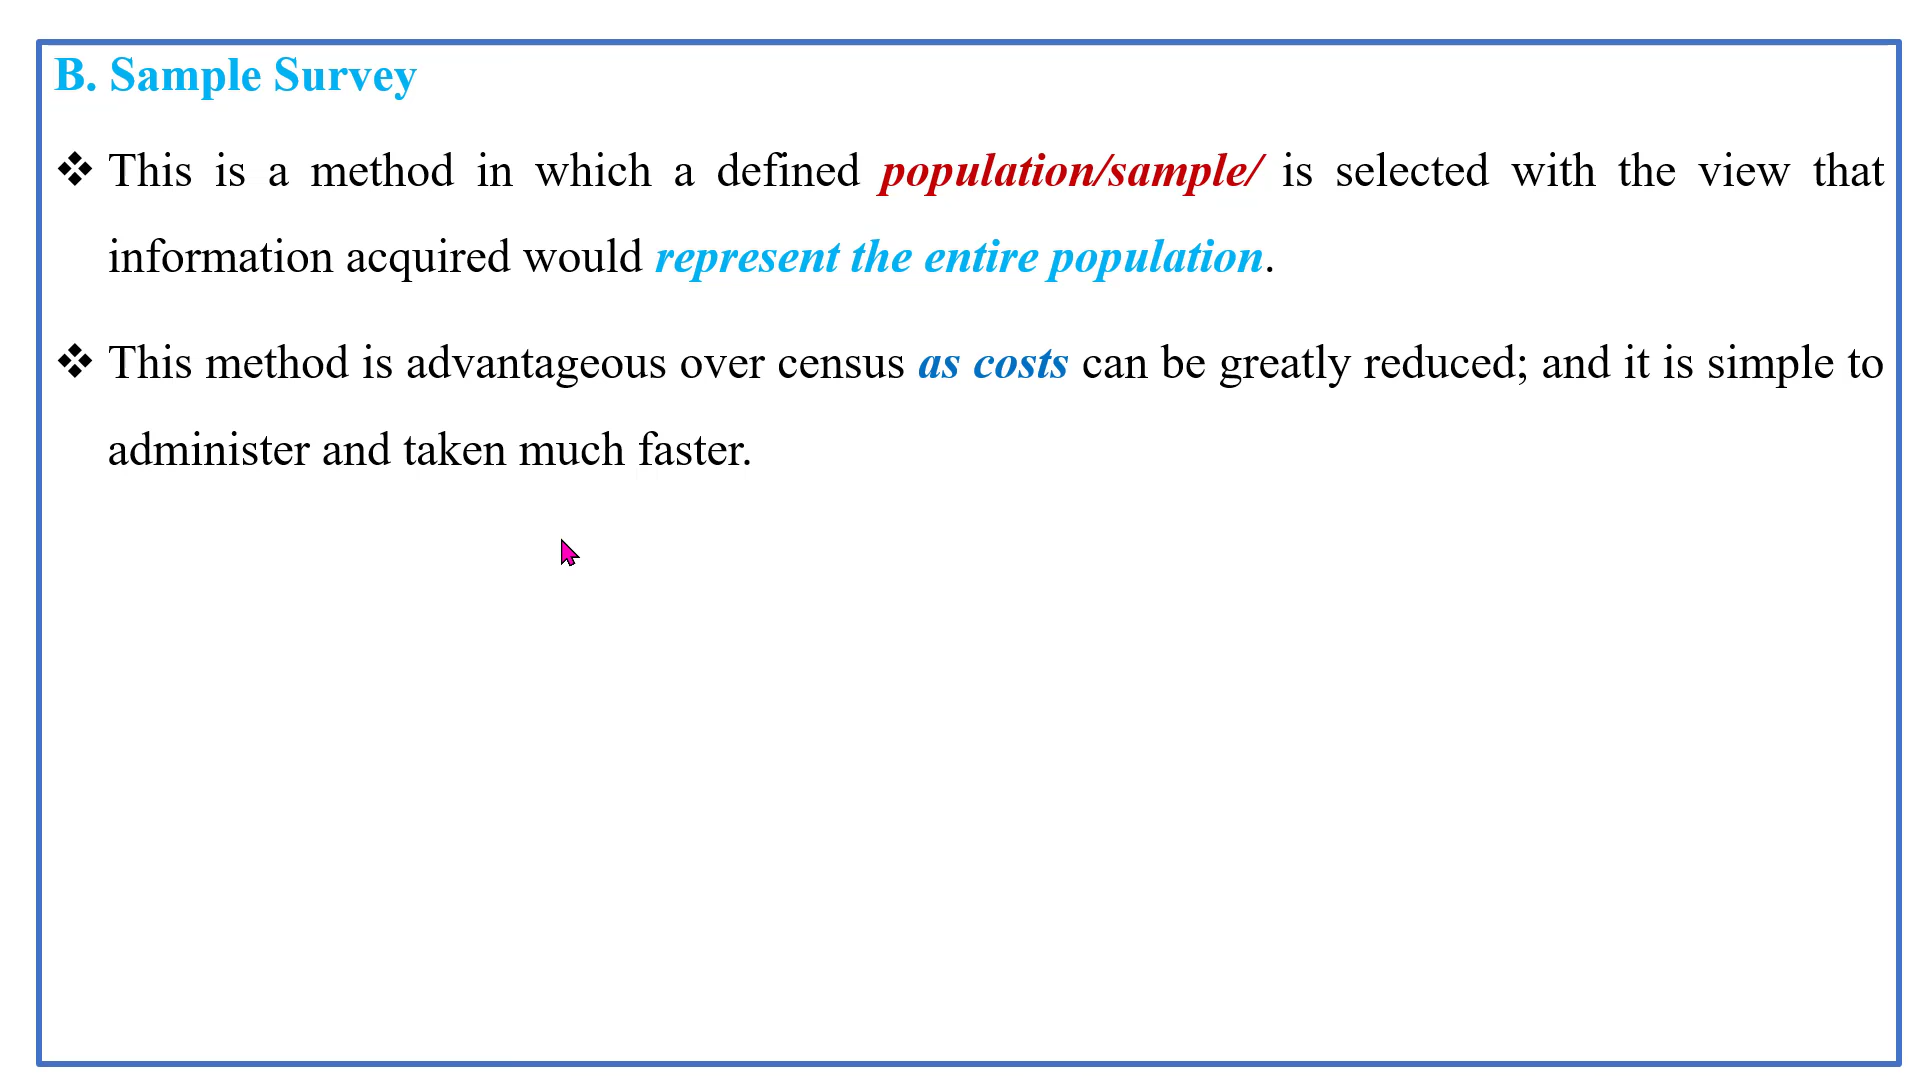 B. Sample Survey
❖ This is a method in which a defined population/sample/ is selected with the view that
information acquired would represent the entire population.
❖ This method is advantageous over census as costs can be greatly reduced; and it is simple to
administer and taken much faster.